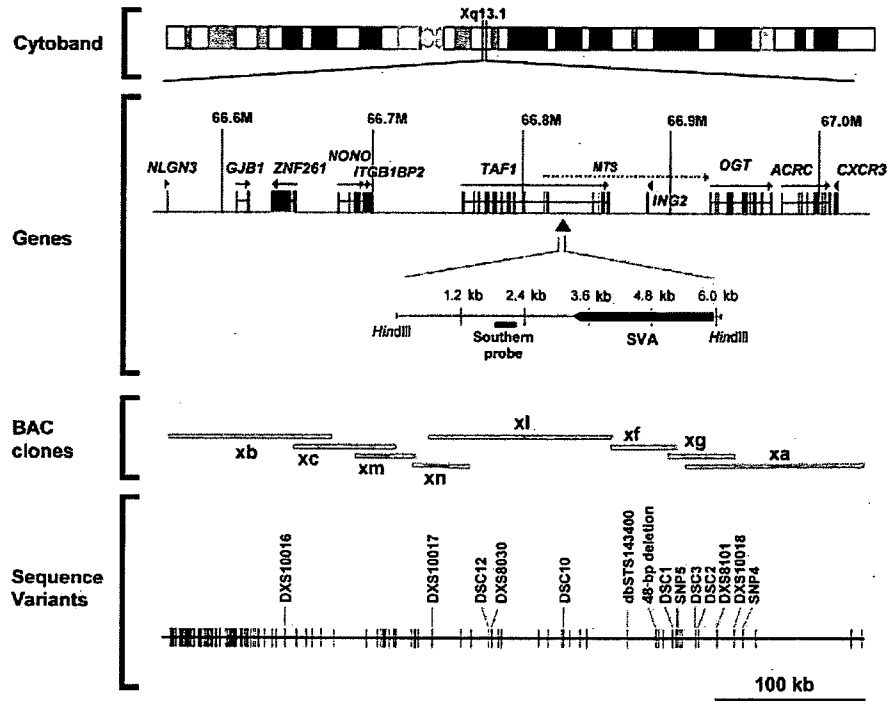 Xq13.1
Cytoband
66.6M 66.7M 66.8M 66.9M 67.0M
NLGN3 GJB1 ZNF261 NONO ITGB1BP2 TAF1 MTS ING2 OGT ACRC CXCR3
Genes
1.2 kb 2.4 kb 3.6 kb 4.8 kb 6.0 kb
HindIII Southern probe SVA HindIII
BAC clones
xb xc xm xn xl xf xg xa
Sequence Variants
DXS10016 DXS10017 DSC12 DXS8030 DSC10 dbSTS143400 48-bp deletion DSC1 SNP5 DSC3 DSC2 DXS8101 DXS10018 SNP4
100 kb